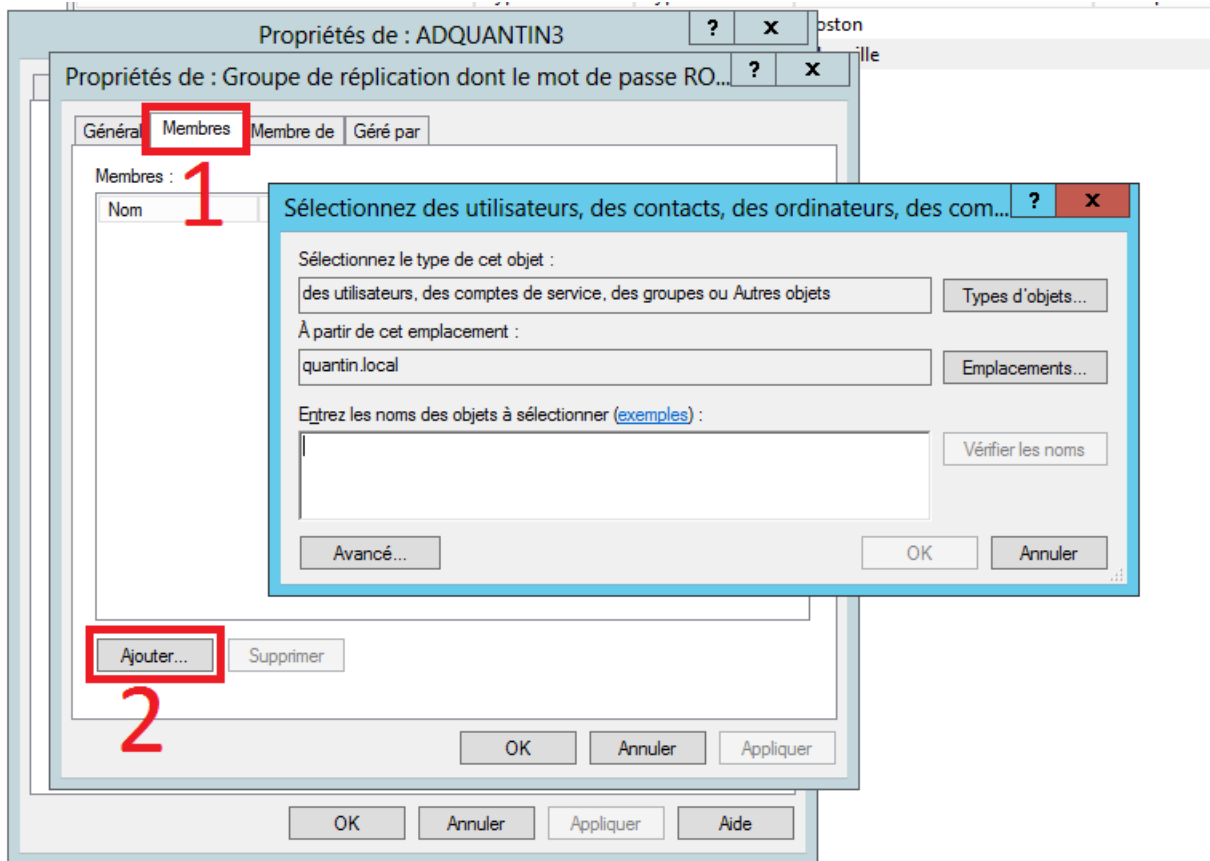 Propriétés de : ADQUANTIN3 ? x
oston
ille
Propriétés de : Groupe de réplication dont le mot de passe RO... ? x
Général Membres Membre de Géré par
1
Membres :
Nom
Sélectionnez des utilisateurs, des contacts, des ordinateurs, des com... ? x
Sélectionnez le type de cet objet :
des utilisateurs, des comptes de service, des groupes ou Autres objets Types d'objets...
À partir de cet emplacement :
quantin.local Emplacements...
Entrez les noms des objets à sélectionner (exemples) :
Vérifier les noms
Avancé... OK Annuler
Ajouter... Supprimer
2
OK Annuler Appliquer
OK Annuler Appliquer Aide